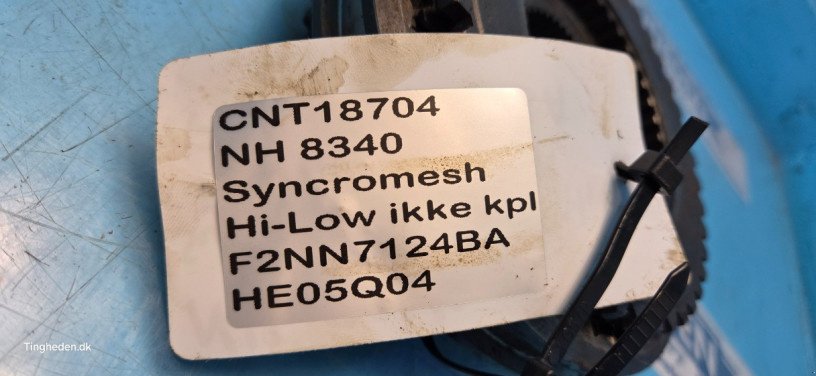 CNT18704
NH 8340
Syncromesh
Hi-Low ikke kpl
F2NN7124BA
HE05Q04
Tingheden.dk